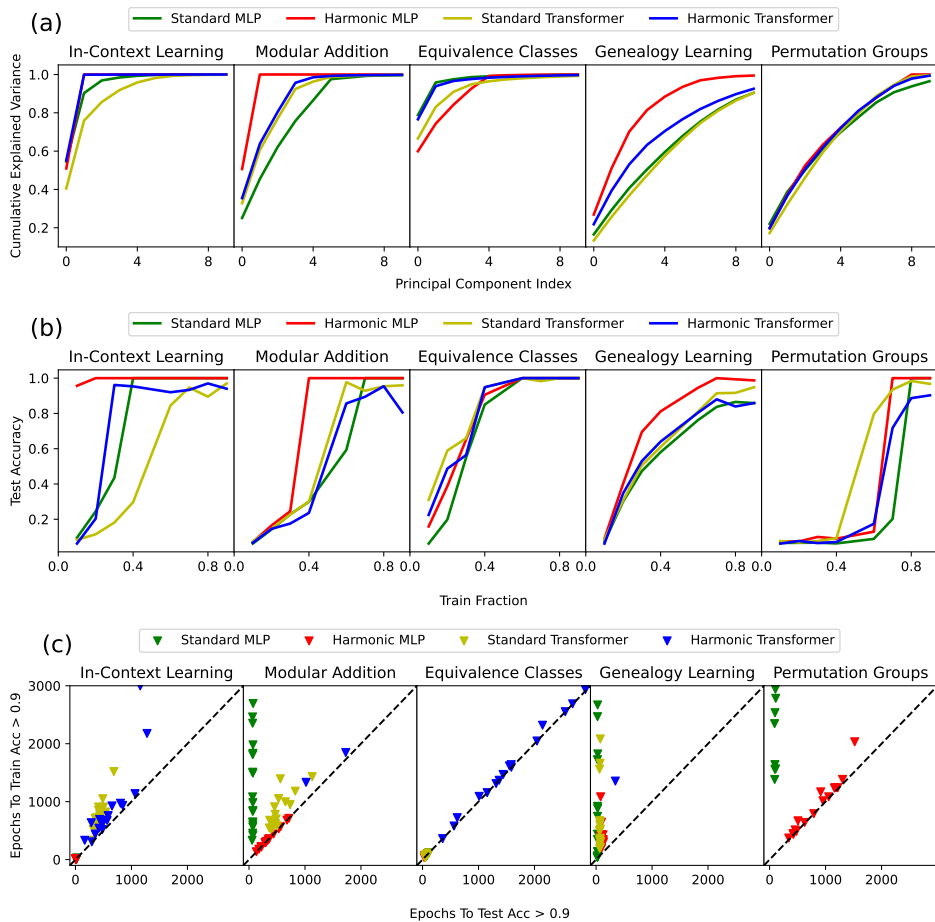 (a)
Standard MLP Harmonic MLP Standard Transformer Harmonic Transformer
In-Context Learning Modular Addition Equivalence Classes Genealogy Learning Permutation Groups
Cumulative Explained Variance
1.0
0.8
0.6
0.4
0.2
0 4 8 0 4 8 0 4 8 0 4 8 0 4 8
Principal Component Index
(b)
Standard MLP Harmonic MLP Standard Transformer Harmonic Transformer
In-Context Learning Modular Addition Equivalence Classes Genealogy Learning Permutation Groups
Test Accuracy
1.0
0.8
0.6
0.4
0.2
0.0 0.4 0.8 0.0 0.4 0.8 0.0 0.4 0.8 0.0 0.4 0.8 0.0 0.4 0.8
Train Fraction
(c)
Standard MLP Harmonic MLP Standard Transformer Harmonic Transformer
In-Context Learning Modular Addition Equivalence Classes Genealogy Learning Permutation Groups
Epochs To Train Acc > 0.9
3000
2000
1000
0
0 1000 2000 0 1000 2000 0 1000 2000 0 1000 2000 0 1000 2000
Epochs To Test Acc > 0.9